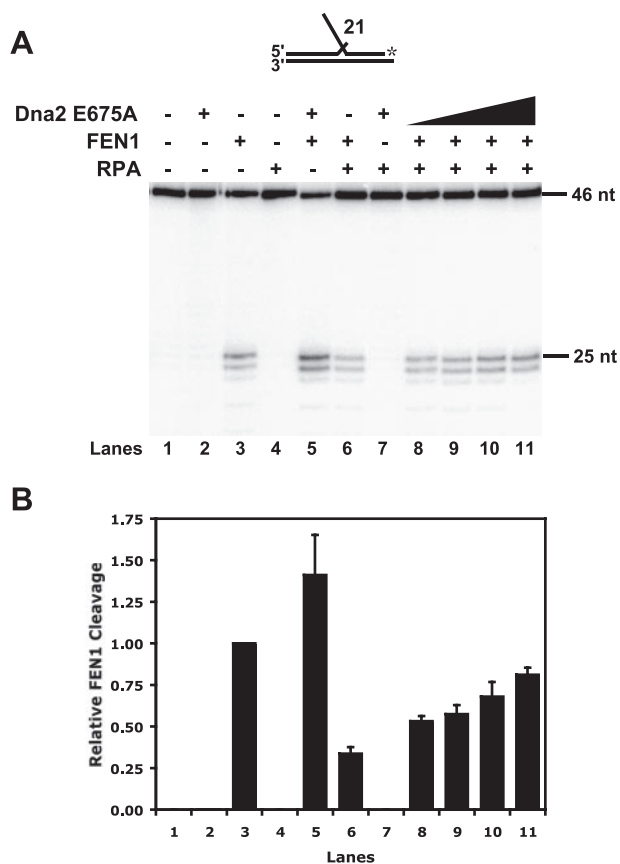 A
21
5'
3'
*
Dna2 E675A - + - - + - +
FEN1 - - + - + + - + + + +
RPA - - - + - + + + + + +
46 nt
25 nt
Lanes 1 2 3 4 5 6 7 8 9 10 11
B
Relative FEN1 Cleavage
1.75
1.50
1.25
1.00
0.75
0.50
0.25
0.00
1 2 3 4 5 6 7 8 9 10 11
Lanes